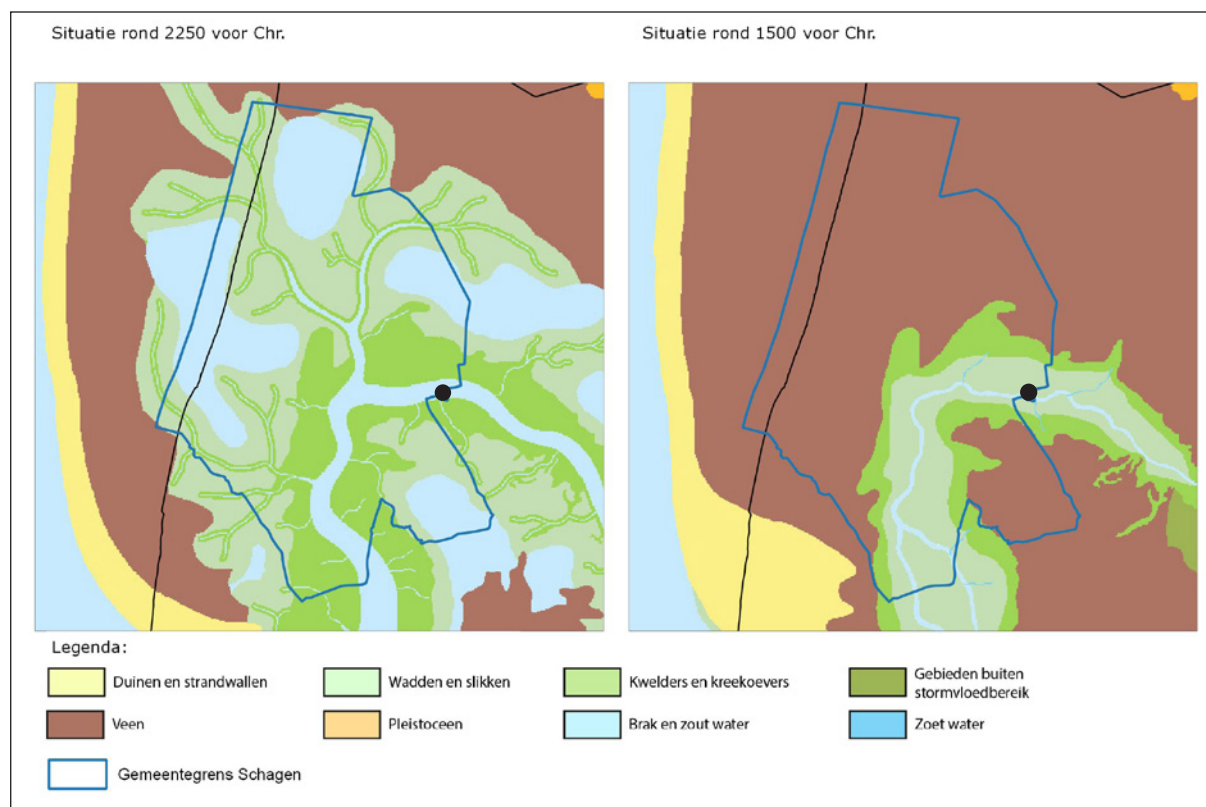 Situatie rond 2250 voor Chr.
Situatie rond 1500 voor Chr.
Legenda:
Duinen en strandwallen
Wadden en slikken
Kwelders en kreekoevers
Gebieden buiten
stormvloedbereik
Veen
Pleistoceen
Brak en zout water
Zoet water
Gemeentegrens Schagen